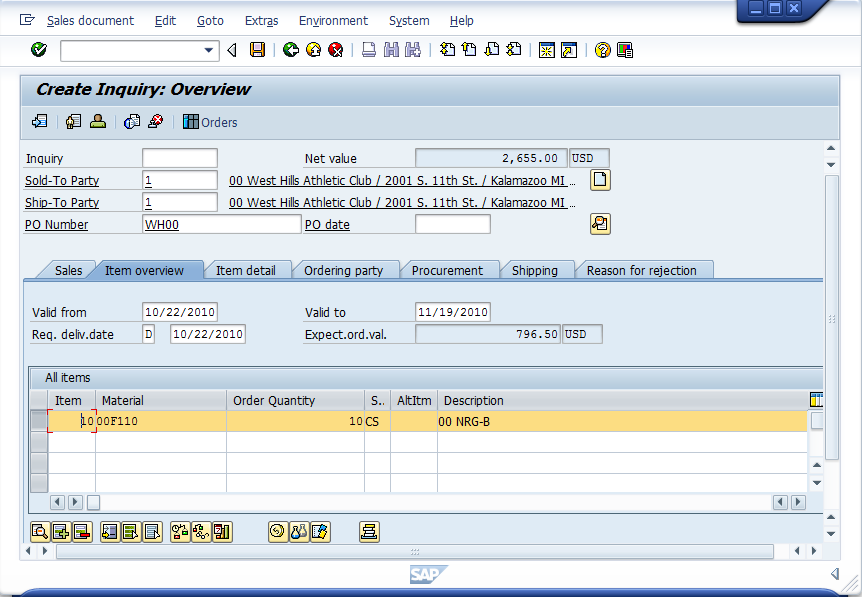 Sales document Edit Goto Extras Environment System Help
Create Inquiry: Overview
Orders
Inquiry Net value 2,655.00 USD
Sold-To Party 1 00 West Hills Athletic Club / 2001 S. 11th St. / Kalamazoo MI ...
Ship-To Party 1 00 West Hills Athletic Club / 2001 S. 11th St. / Kalamazoo MI ...
PO Number WH00 PO date
Sales Item overview Item detail Ordering party Procurement Shipping Reason for rejection
Valid from 10/22/2010 Valid to 11/19/2010
Req. deliv.date D 10/22/2010 Expect.ord.val. 796.50 USD
All items
Item Material Order Quantity S.. AltItm Description
10 00F110 10 CS 00 NRG-B
SAP